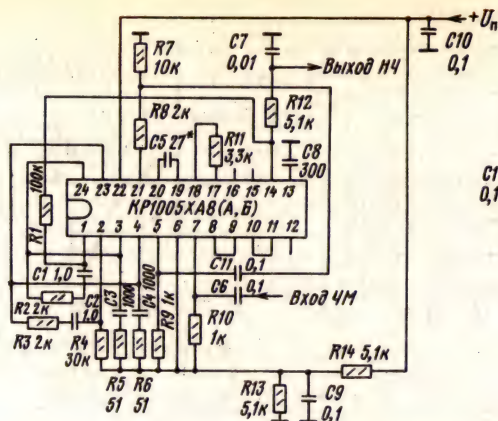 R7
10к
C7
0,01
Выход НЧ
+Uп
C10
0,1
R8 2к
C5 27*
R11
3,3к
R12
5,1к
C8
300
100к
R1
24 23 22 21 20 19 18 17 16 15 14 13
КР1005ХА8(А,Б)
1 2 3 4 5 6 7 8 9 10 11 12
C1
0,1
C1 1,0
R2 2к
R3 2к
C2
1,0
C3
1000
C4 1000
R9 1к
C11
0,1
C6
0,1
Вход ЧМ
R10
1к
R4
30к
R5
51
R6
51
R13
5,1к
C9
0,1
R14 5,1к